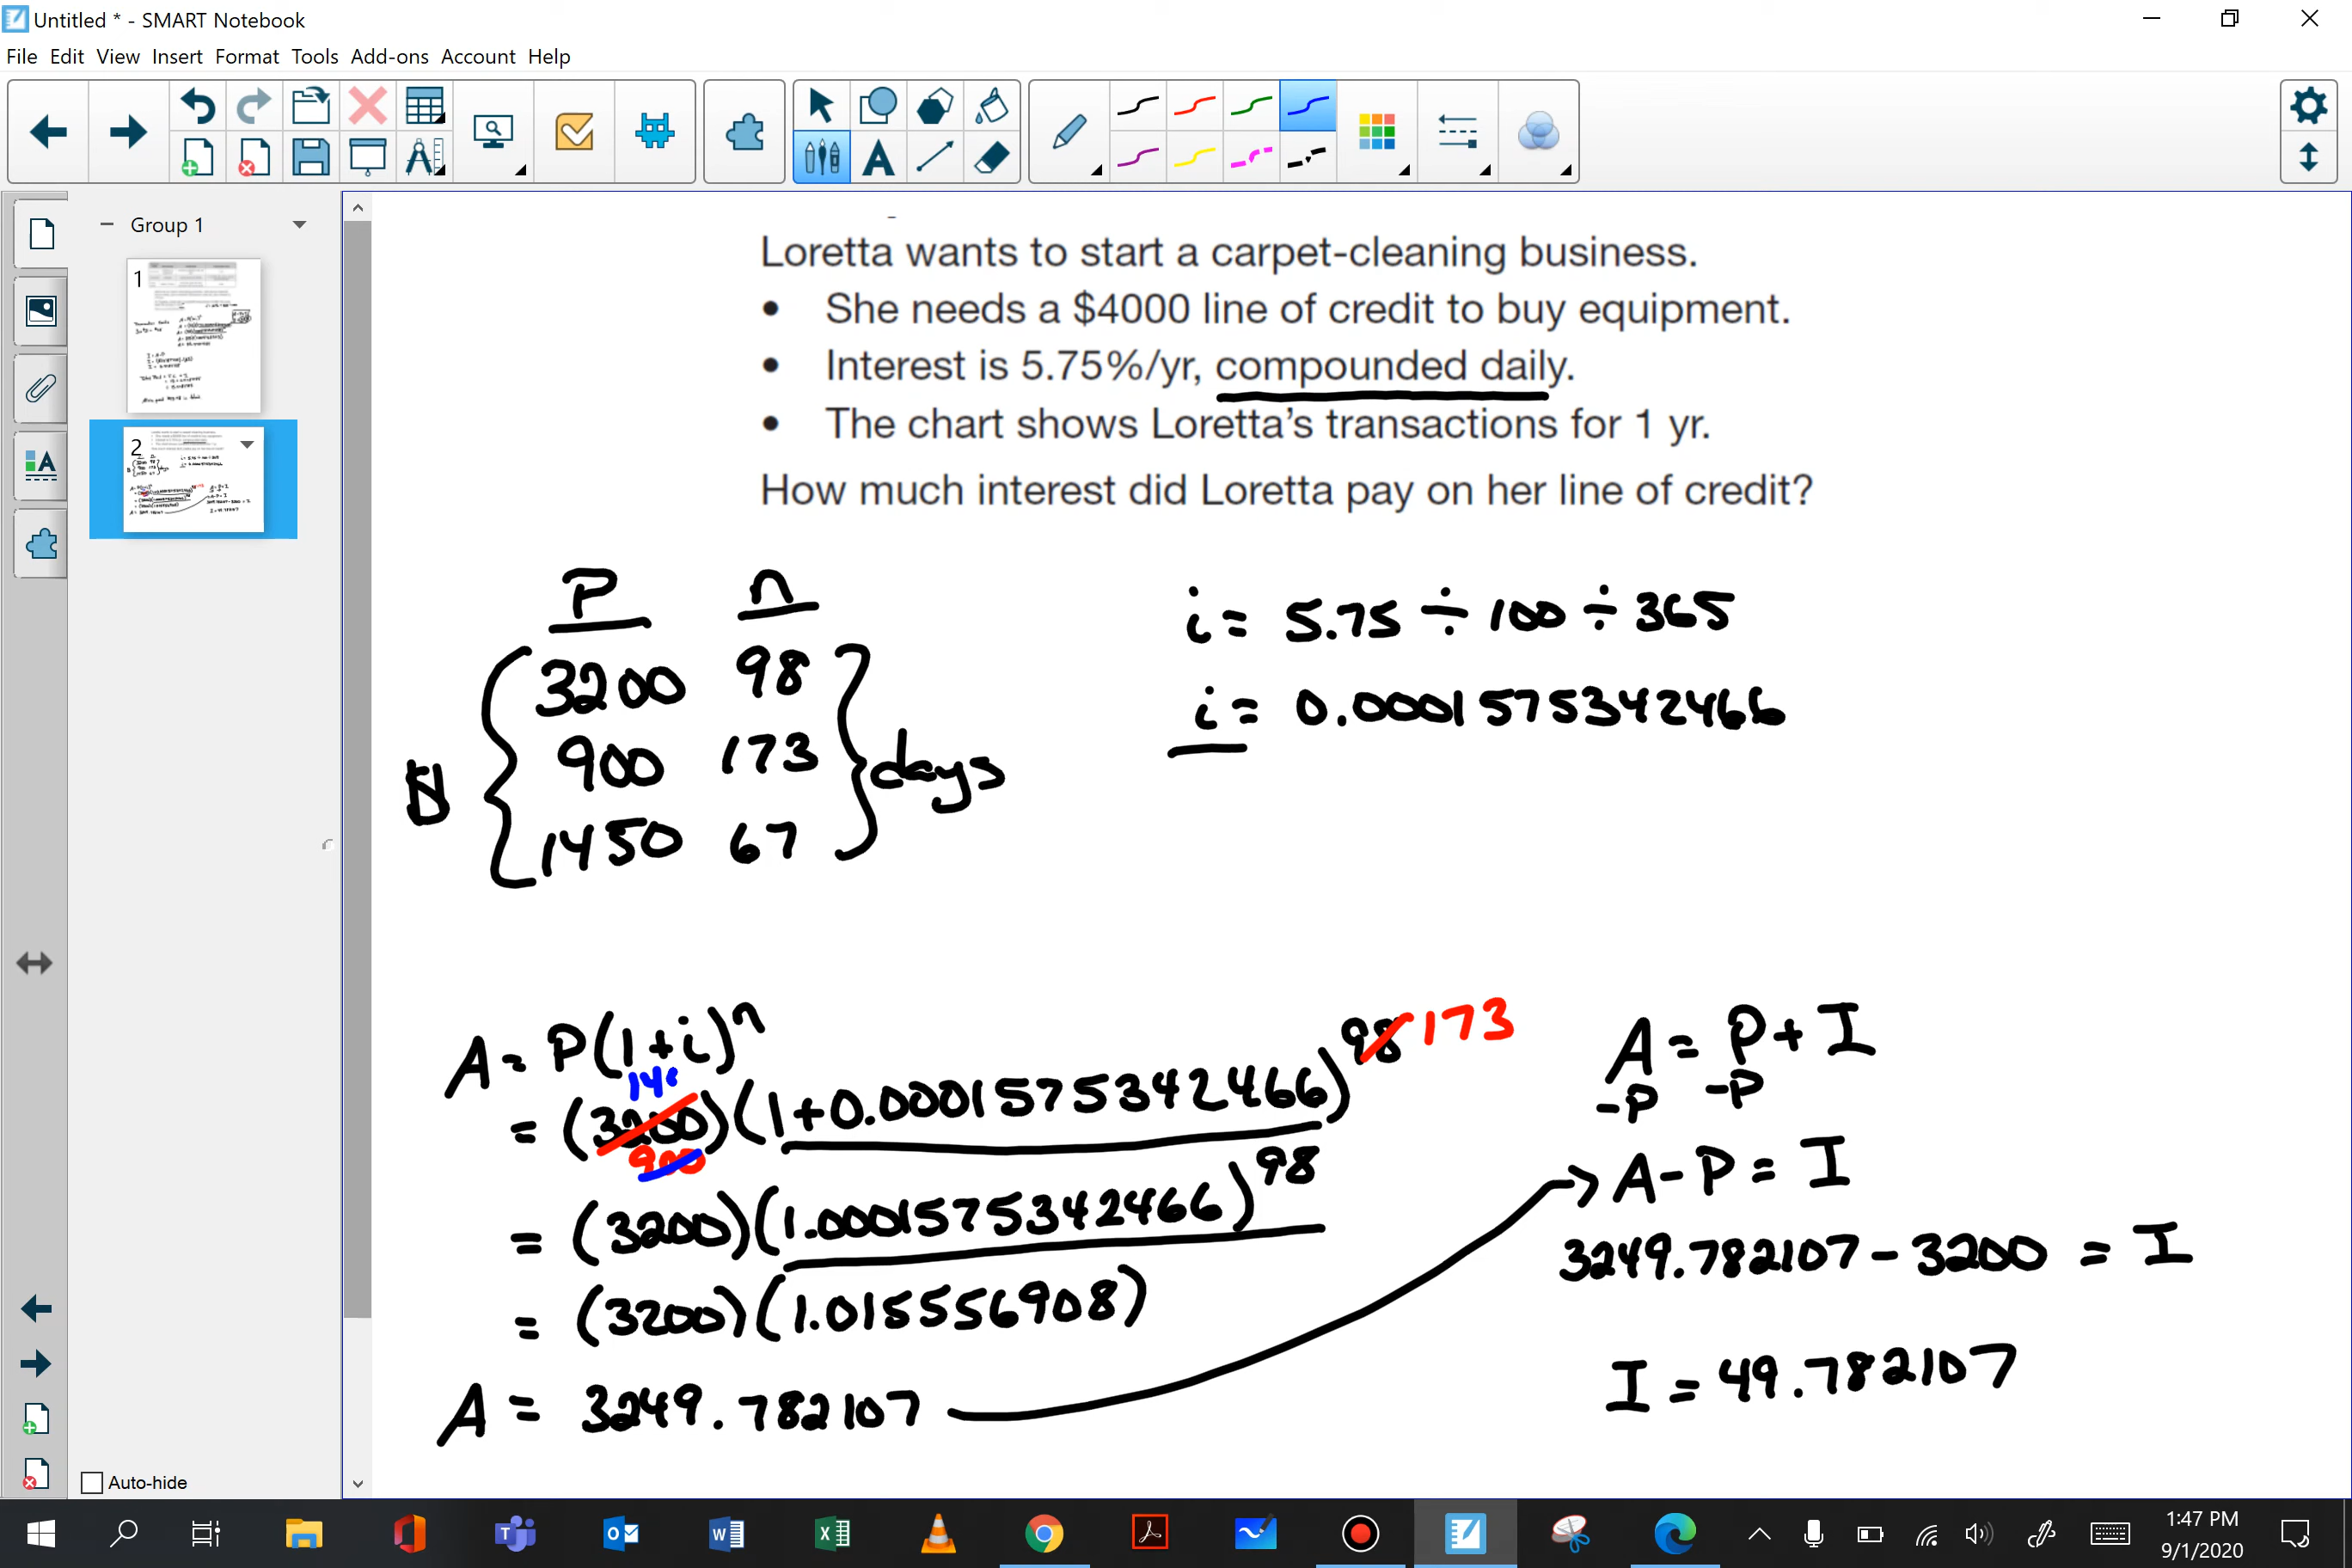 Untitled * - SMART Notebook
File Edit View Insert Format Tools Add-ons Account Help
Group 1
1
2
Loretta wants to start a carpet-cleaning business.
• She needs a $4000 line of credit to buy equipment.
• Interest is 5.75%/yr, compounded daily.
• The chart shows Loretta's transactions for 1 yr.
How much interest did Loretta pay on her line of credit?
P n
3200 98
900 173
1450 67
days
i = 5.75 ÷ 100 ÷ 365
i = 0.0001575342466
A = P(1+i)^n
14
= (3200)(1+0.0001575342466)^98 173
900
= (3200)(1.0001575342466)^98
= (3200)(1.015556908)
A = 3249.782107
A = P + I
-P -P
A - P = I
3249.782107 - 3200 = I
I = 49.782107
Auto-hide
1:47 PM
9/1/2020